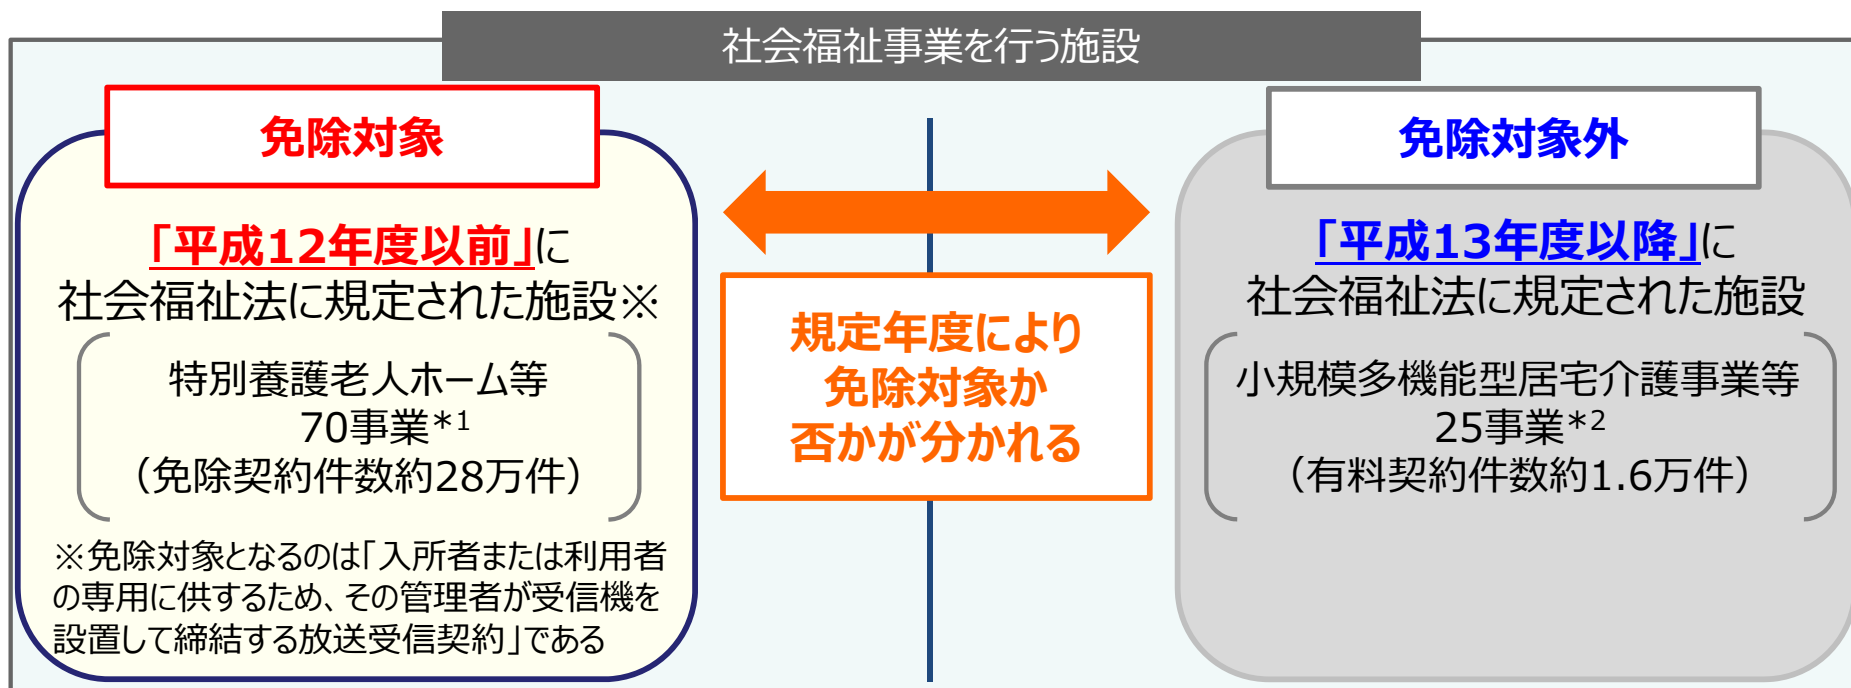 社会福祉事業を行う施設
免除対象
「平成12年度以前」に
社会福祉法に規定された施設※
特別養護老人ホーム等
70事業*1
（免除契約件数約28万件）
※免除対象となるのは「入所者または利用者
の専用に供するため、その管理者が受信機を
設置して締結する放送受信契約」である
規定年度により
免除対象か
否かが分かれる
免除対象外
「平成13年度以降」に
社会福祉法に規定された施設
小規模多機能型居宅介護事業等
25事業*2
（有料契約件数約1.6万件）